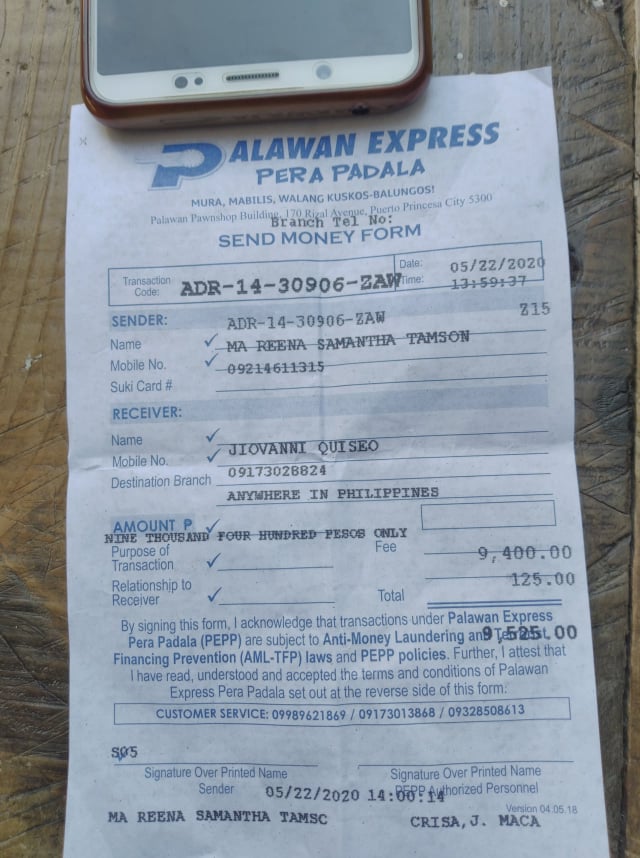 PALAWAN EXPRESS
PERA PADALA
MURA, MABILIS, WALANG KUSKOS-BALUNGOS!
Palawan Pawnshop Building, 170 Rizal Avenue, Puerto Princesa City 5300
Branch Tel No:
SEND MONEY FORM
Transaction Code: ADR-14-30906-ZAW Date: 05/22/2020
Time: 13:59:37
SENDER: ADR-14-30906-ZAW Z15
Name MA REENA SAMANTHA TAMSON
Mobile No. 09214611315
Suki Card #
RECEIVER:
Name JIOVANNI QUISEO
Mobile No. 09173028824
Destination Branch ANYWHERE IN PHILIPPINES
AMOUNT ₱
NINE THOUSAND FOUR HUNDRED PESOS ONLY
Purpose of Transaction Fee 9,400.00
125.00
Relationship to Receiver Total
9,525.00
By signing this form, I acknowledge that transactions under Palawan Express
Pera Padala (PEPP) are subject to Anti-Money Laundering and
Financing Prevention (AML-TFP) laws and PEPP policies. Further, I attest that
I have read, understood and accepted the terms and conditions of Palawan
Express Pera Padala set out at the reverse side of this form.
CUSTOMER SERVICE: 09989621869 / 09173013868 / 09328508613
S05
Signature Over Printed Name Signature Over Printed Name
Sender PEPP Authorized Personnel
05/22/2020 14:00:14
Version 04.05.18
MA REENA SAMANTHA TAMSC CRISA, J. MACA